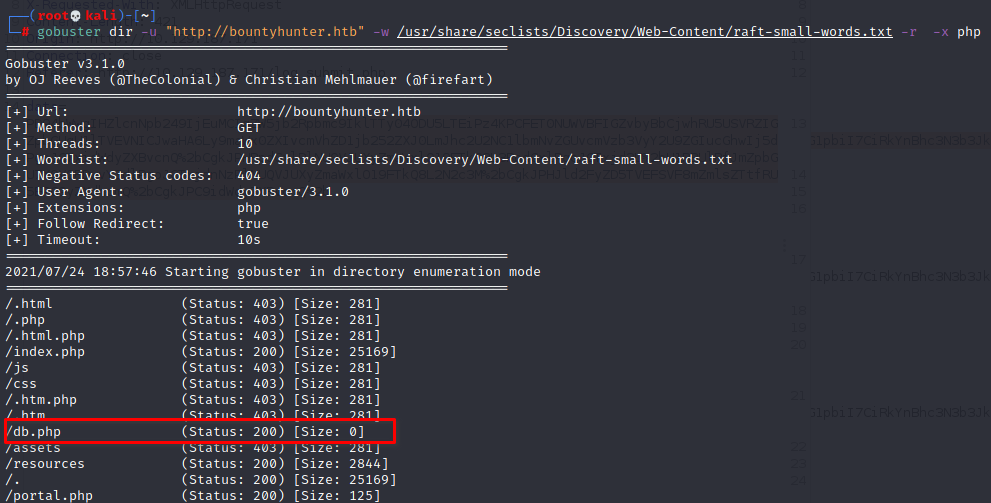 ┌──(root💀kali)-[~]
└─# gobuster dir -u "http://bountyhunter.htb" -w /usr/share/seclists/Discovery/Web-Content/raft-small-words.txt -r  -x php
===============================================================
Gobuster v3.1.0
by OJ Reeves (@TheColonial) & Christian Mehlmauer (@firefart)
===============================================================
[+] Url:                     http://bountyhunter.htb
[+] Method:                  GET
[+] Threads:                 10
[+] Wordlist:                /usr/share/seclists/Discovery/Web-Content/raft-small-words.txt
[+] Negative Status codes:   404
[+] User Agent:              gobuster/3.1.0
[+] Extensions:              php
[+] Follow Redirect:         true
[+] Timeout:                 10s
===============================================================
2021/07/24 18:57:46 Starting gobuster in directory enumeration mode
===============================================================
/.html                (Status: 403) [Size: 281]
/.php                 (Status: 403) [Size: 281]
/.html.php            (Status: 403) [Size: 281]
/index.php            (Status: 200) [Size: 25169]
/js                   (Status: 403) [Size: 281]
/css                  (Status: 403) [Size: 281]
/.htm.php             (Status: 403) [Size: 281]
/.htm                 (Status: 403) [Size: 281]
/db.php               (Status: 200) [Size: 0]
/assets               (Status: 403) [Size: 281]
/resources            (Status: 200) [Size: 2844]
/.                    (Status: 200) [Size: 25169]
/portal.php           (Status: 200) [Size: 125]